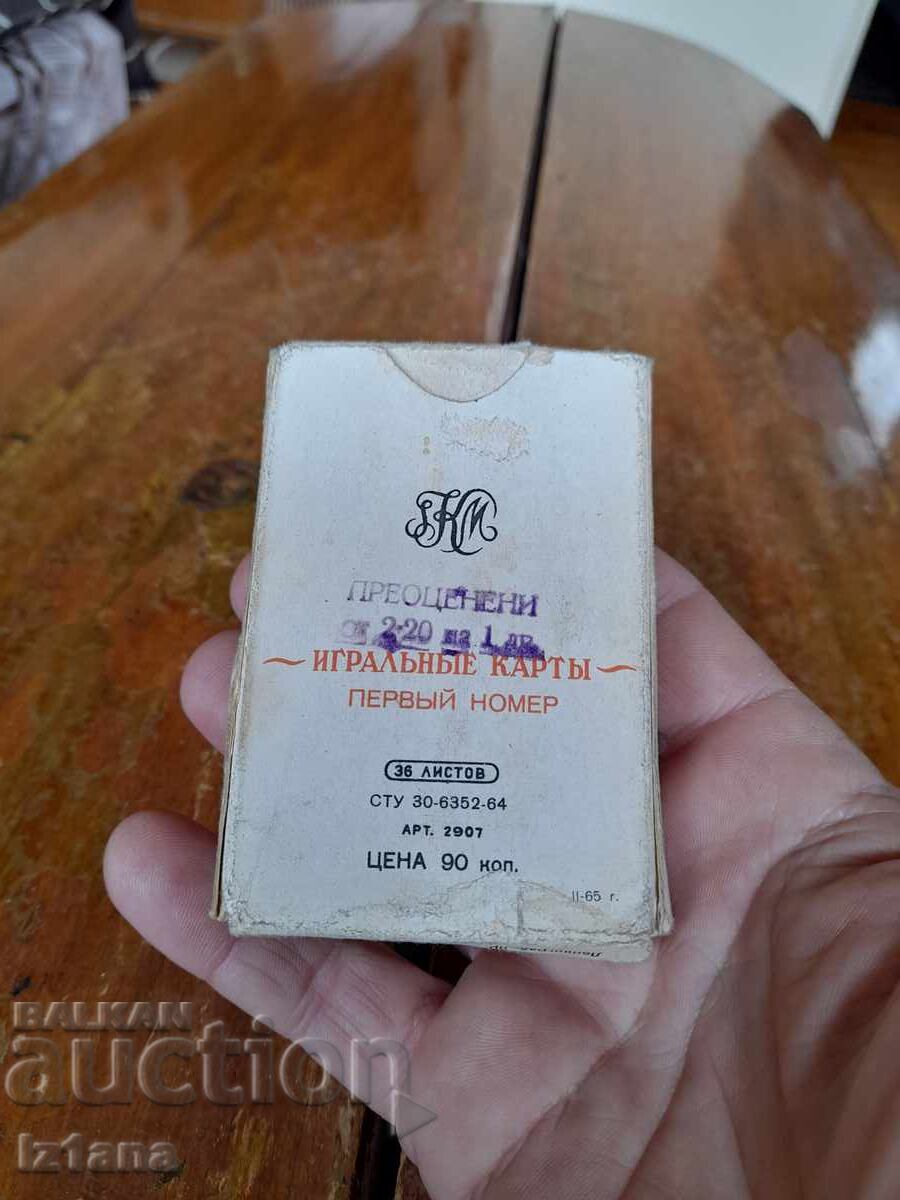 ПРЕОЦЕНЕНИ
от 2·20 на 1 лв.
ИГРАЛЬНЫЕ КАРТЫ
ПЕРВЫЙ НОМЕР
36 ЛИСТОВ
СТУ 30-6352-64
АРТ. 2907
ЦЕНА 90 коп.
II-65 г.
BALKAN
auction
Iz1ana